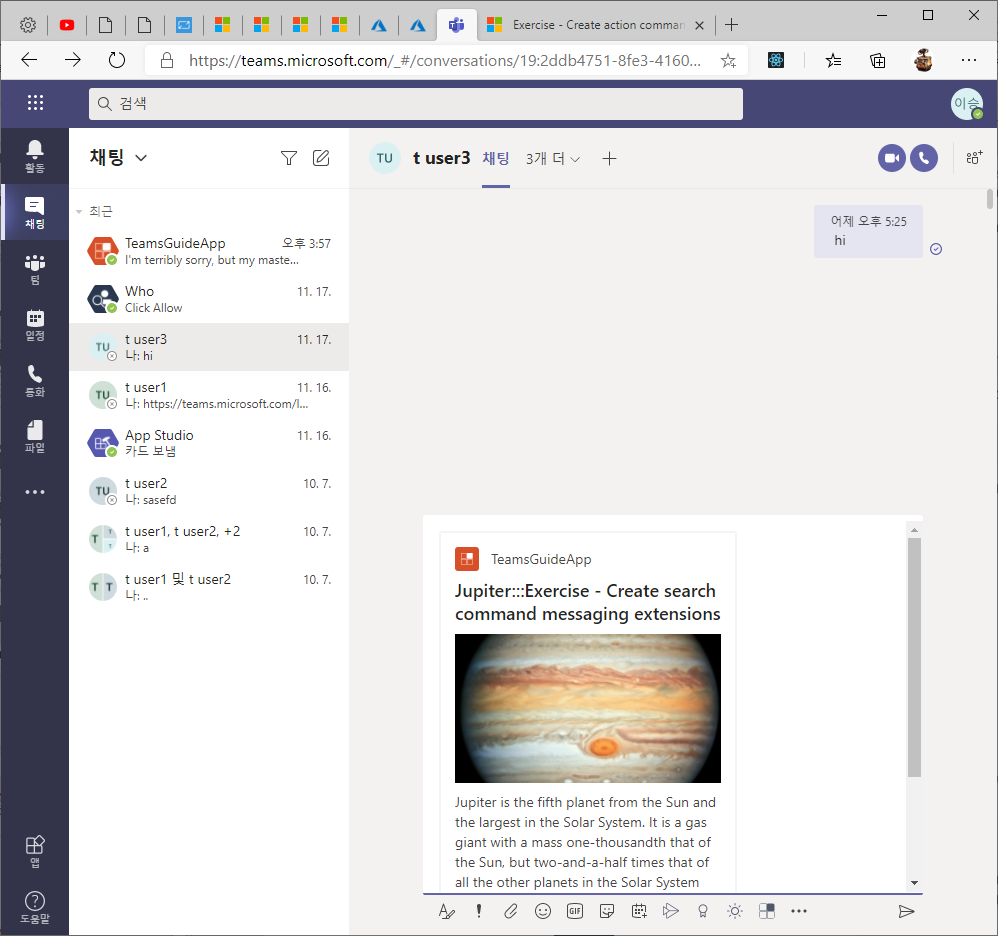 Exercise - Create action comman
https://teams.microsoft.com/_#/conversations/19:2ddb4751-8fe3-4160...
검색
이승
활동
채팅
팀
일정
통화
파일
앱
도움말
채팅
최근
TeamsGuideApp 오후 3:57
I'm terribly sorry, but my maste...
Who 11. 17.
Click Allow
TU t user3 11. 17.
나: hi
TU t user1 11. 16.
나: https://teams.microsoft.com/l...
App Studio 11. 16.
카드 보냄
TU t user2 10. 7.
나: sasefd
T T T t user1, t user2, +2 10. 7.
나: a
T T t user1 및 t user2 10. 7.
나: ..
TU t user3 채팅 3개 더
어제 오후 5:25
hi
TeamsGuideApp
Jupiter:::Exercise - Create search
command messaging extensions
Jupiter is the fifth planet from the Sun and
the largest in the Solar System. It is a gas
giant with a mass one-thousandth that of
the Sun, but two-and-a-half times that of
all the other planets in the Solar System
GIF